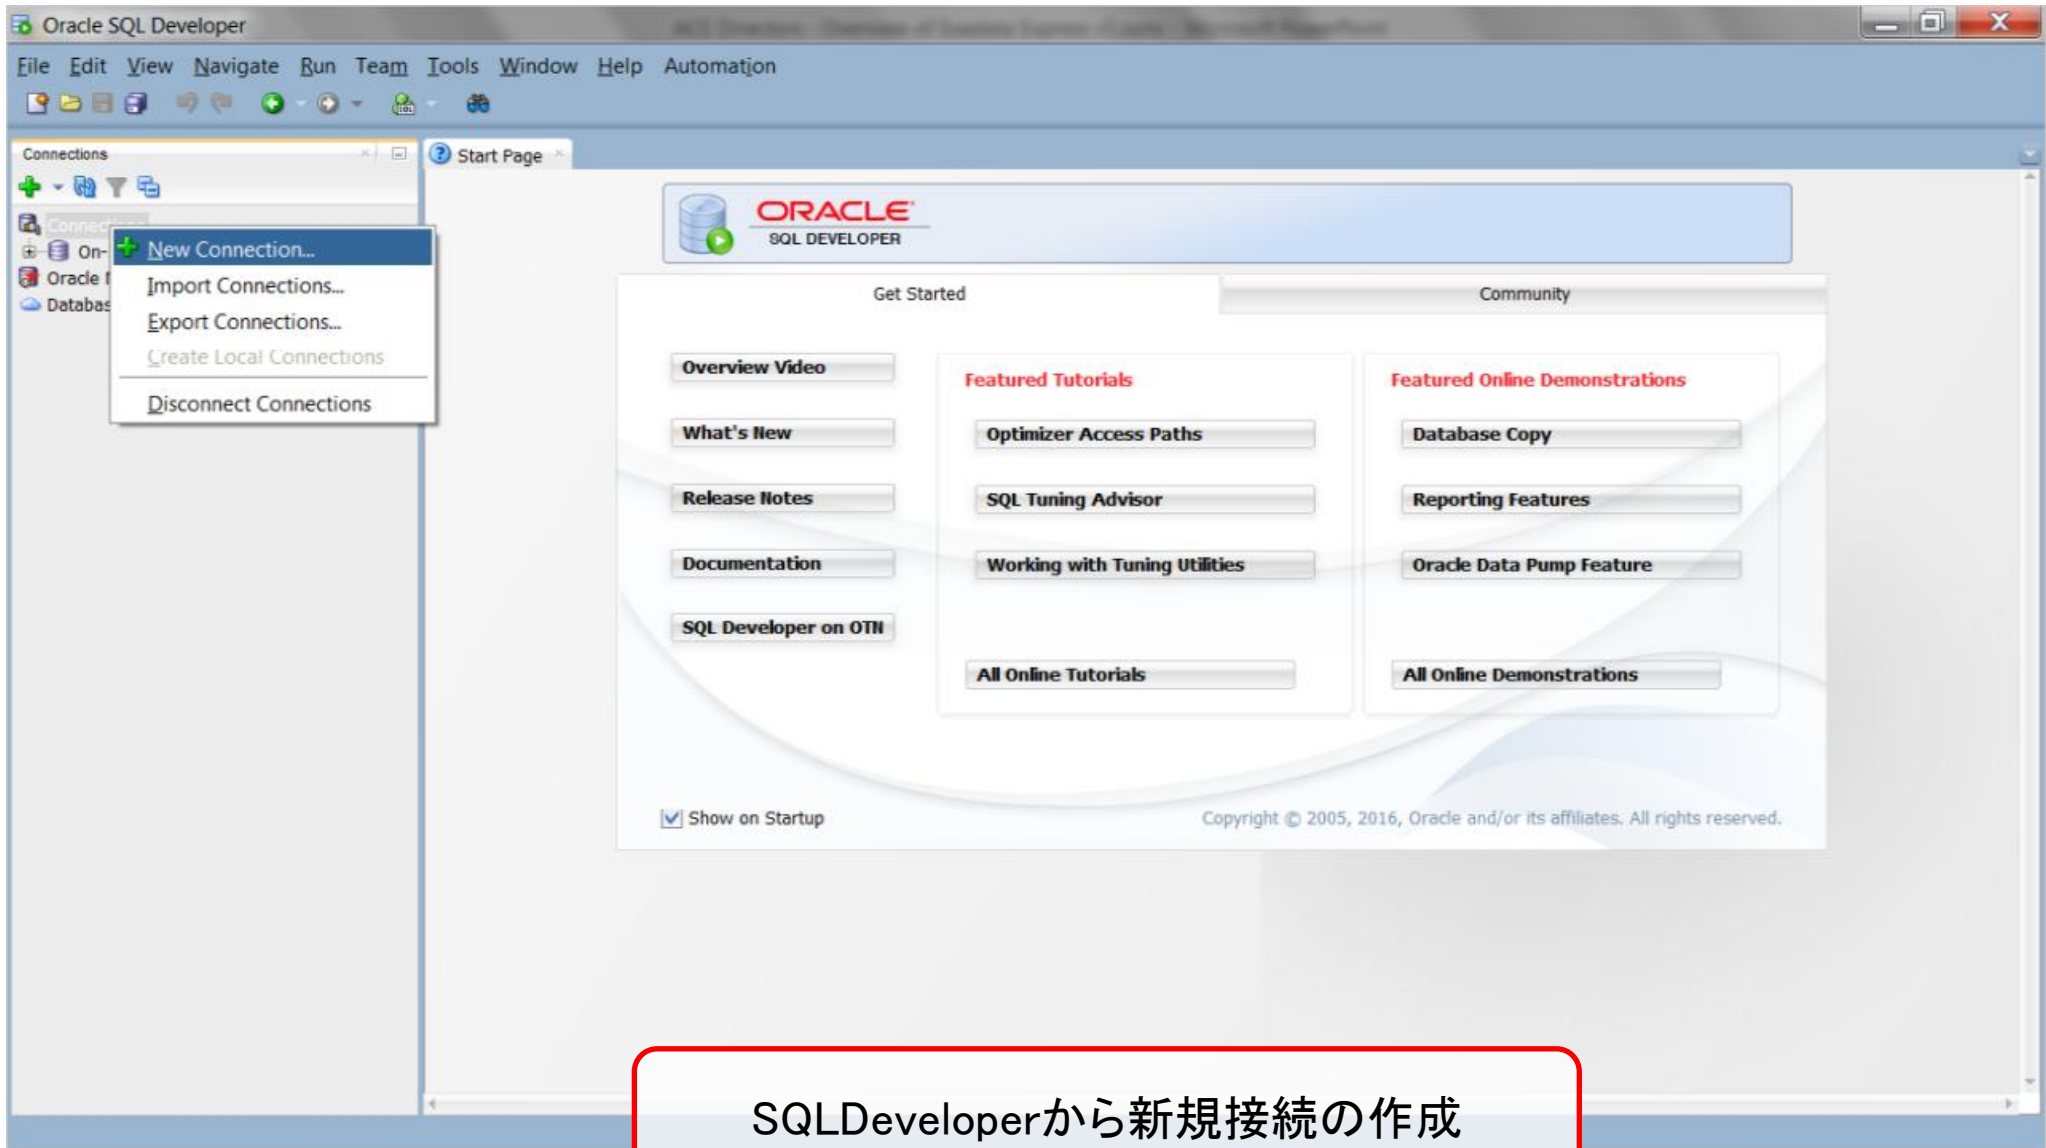 Oracle SQL Developer
File Edit View Navigate Run Team Tools Window Help Automation
Connections
Start Page
Connections
On-
Oracle
Databas
New Connection...
Import Connections...
Export Connections...
Create Local Connections
Disconnect Connections
ORACLE
SQL DEVELOPER
Get Started
Community
Overview Video
What's New
Release Notes
Documentation
SQL Developer on OTN
Featured Tutorials
Optimizer Access Paths
SQL Tuning Advisor
Working with Tuning Utilities
All Online Tutorials
Featured Online Demonstrations
Database Copy
Reporting Features
Oracle Data Pump Feature
All Online Demonstrations
Show on Startup
Copyright © 2005, 2016, Oracle and/or its affiliates. All rights reserved.
SQLDeveloperから新規接続の作成